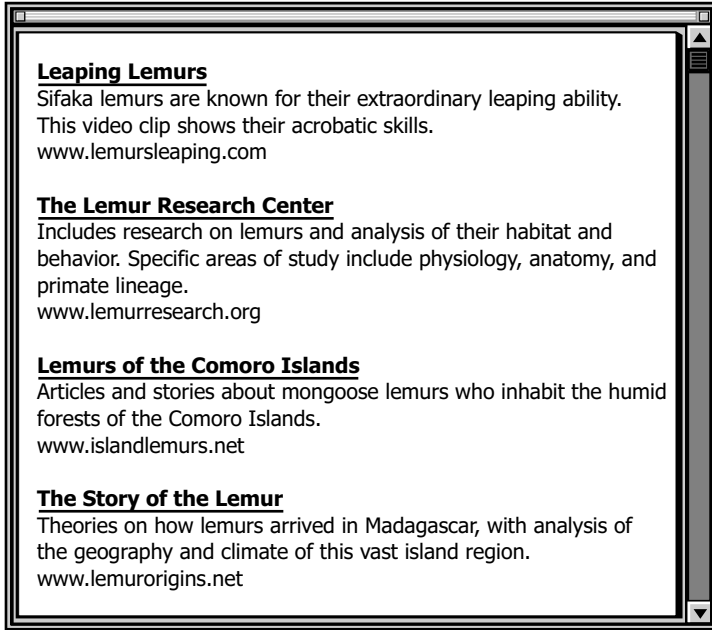 Leaping Lemurs
Sifaka lemurs are known for their extraordinary leaping ability.
This video clip shows their acrobatic skills.
www.lemursleaping.com
The Lemur Research Center
Includes research on lemurs and analysis of their habitat and
behavior. Specific areas of study include physiology, anatomy, and
primate lineage.
www.lemurresearch.org
Lemurs of the Comoro Islands
Articles and stories about mongoose lemurs who inhabit the humid
forests of the Comoro Islands.
www.islandlemurs.net
The Story of the Lemur
Theories on how lemurs arrived in Madagascar, with analysis of
the geography and climate of this vast island region.
www.lemurorigins.net